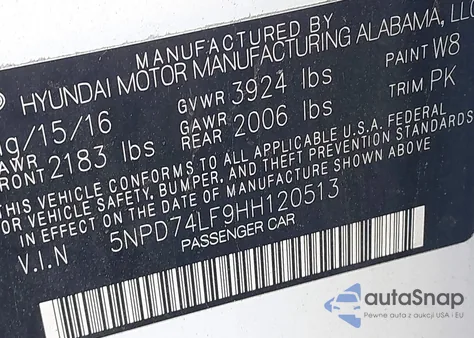 MANUFACTURED BY
HYUNDAI MOTOR MANUFACTURING ALABAMA, LLC
/15/16 GVWR 3924 lbs PAINT W8
GAWR FRONT 2183 lbs GAWR REAR 2006 lbs TRIM PK
THIS VEHICLE CONFORMS TO ALL APPLICABLE U.S.A. FEDERAL
MOTOR VEHICLE SAFETY, BUMPER, AND THEFT PREVENTION STANDARDS
IN EFFECT ON THE DATE OF MANUFACTURE SHOWN ABOVE
V.I.N 5NPD74LF9HH120513
PASSENGER CAR
autoSnap
Pewne auta z aukcji USA i EU